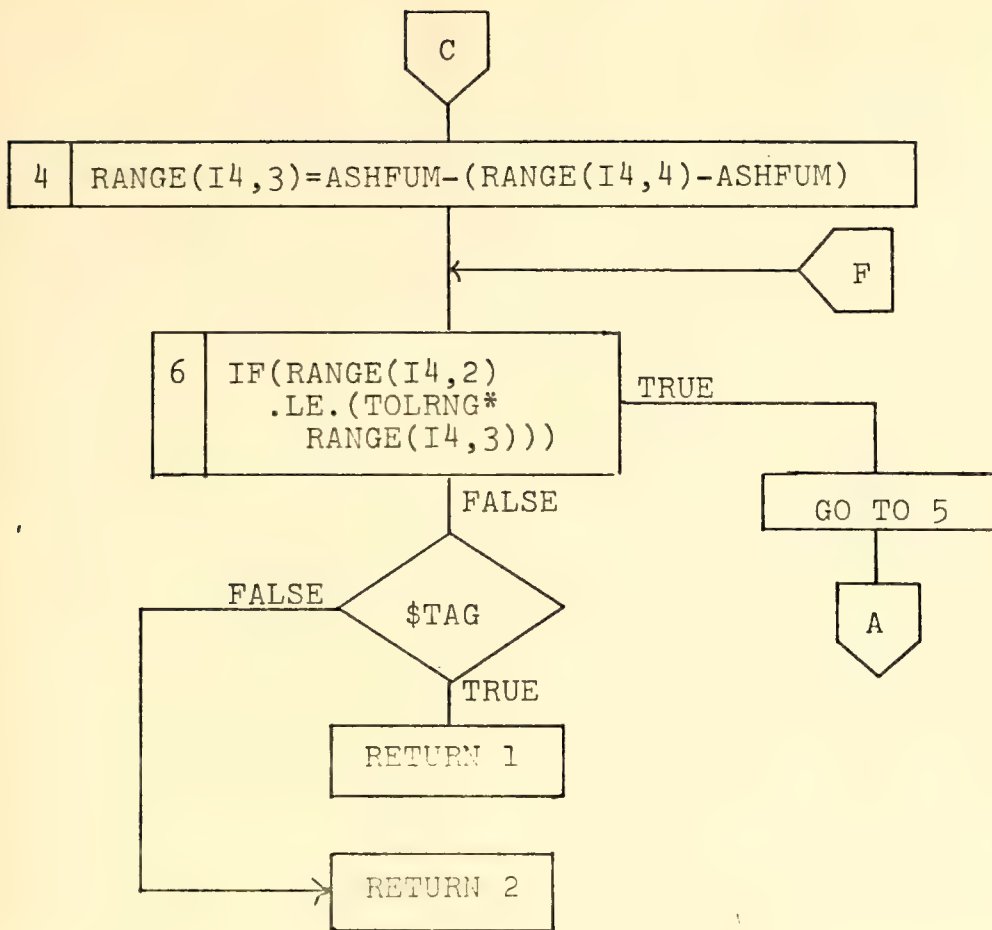 C
4 RANGE(I4,3)=ASHFUM-(RANGE(I4,4)-ASHFUM)
F
6 IF(RANGE(I4,2)
.LE.(TOLRNG*
RANGE(I4,3)))
TRUE
FALSE
GO TO 5
FALSE
$TAG
A
TRUE
RETURN 1
RETURN 2